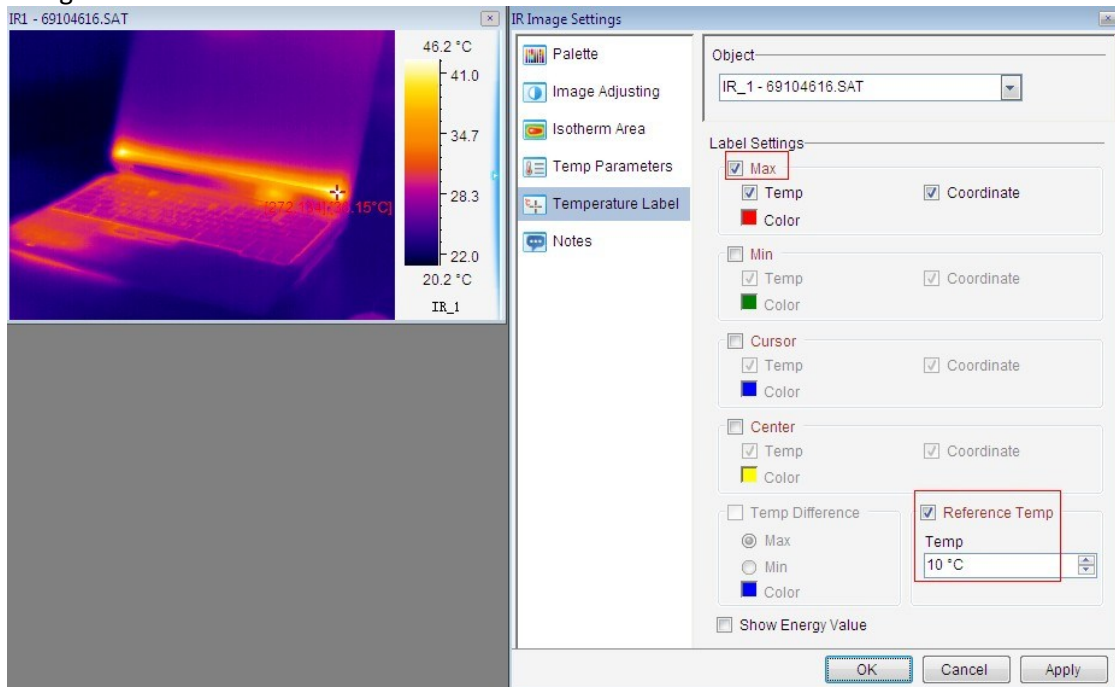 IR1 - 69104616.SAT
46.2 °C
41.0
34.7
28.3
22.0
20.2 °C
IR_1
IR Image Settings
Palette
Image Adjusting
Isotherm Area
Temp Parameters
Temperature Label
Notes
Object
IR_1 - 69104616.SAT
Label Settings
Max
Temp Coordinate
Color
Min
Temp Coordinate
Color
Cursor
Temp Coordinate
Color
Center
Temp Coordinate
Color
Temp Difference
Max
Min
Color
Reference Temp
Temp
10 °C
Show Energy Value
OK Cancel Apply